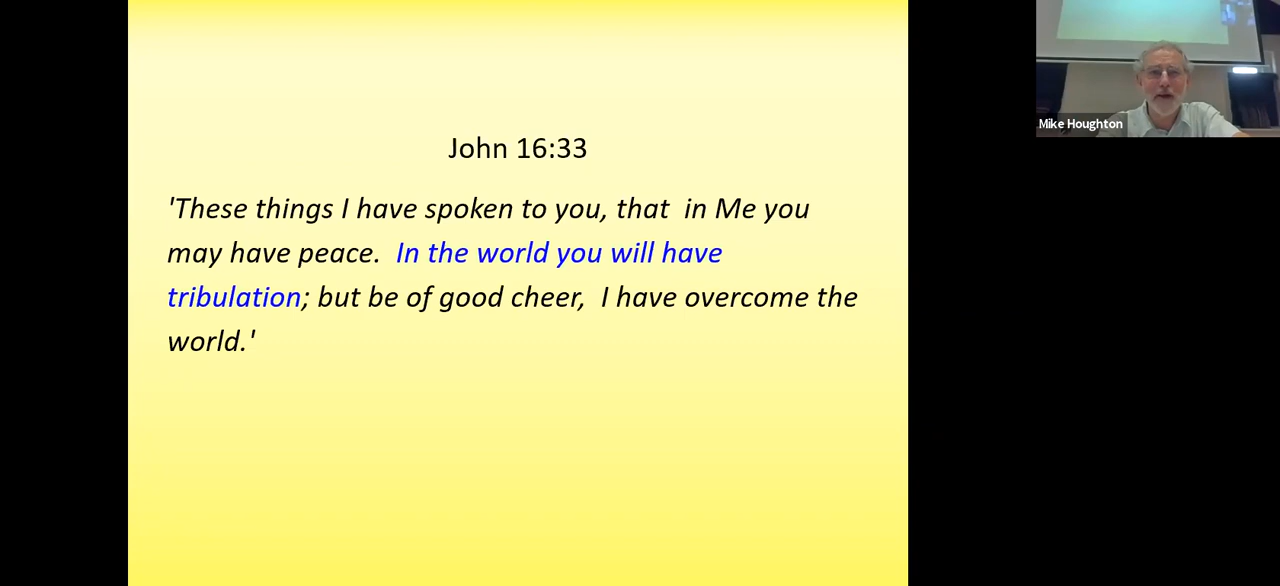 John 16:33
'These things I have spoken to you, that  in Me you
may have peace.  In the world you will have
tribulation; but be of good cheer,  I have overcome the
world.'
Mike Houghton